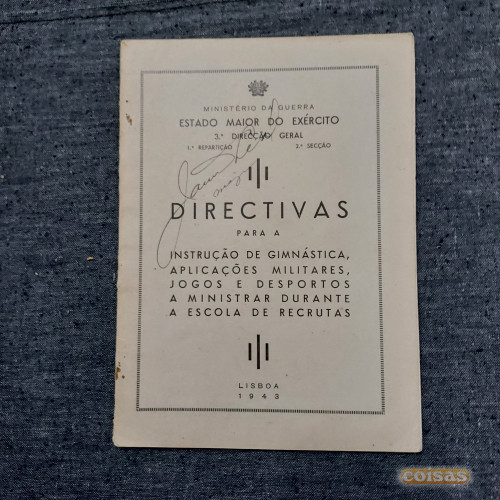 MINISTÉRIO DA GUERRA
ESTADO MAIOR DO EXÉRCITO
3.ª DIRECÇÃO GERAL
1.ª REPARTIÇÃO 2.ª SECÇÃO
DIRECTIVAS
PARA A
INSTRUÇÃO DE GIMNÁSTICA,
APLICAÇÕES MILITARES,
JOGOS E DESPORTOS
A MINISTRAR DURANTE
A ESCOLA DE RECRUTAS
LISBOA
1943
coisas